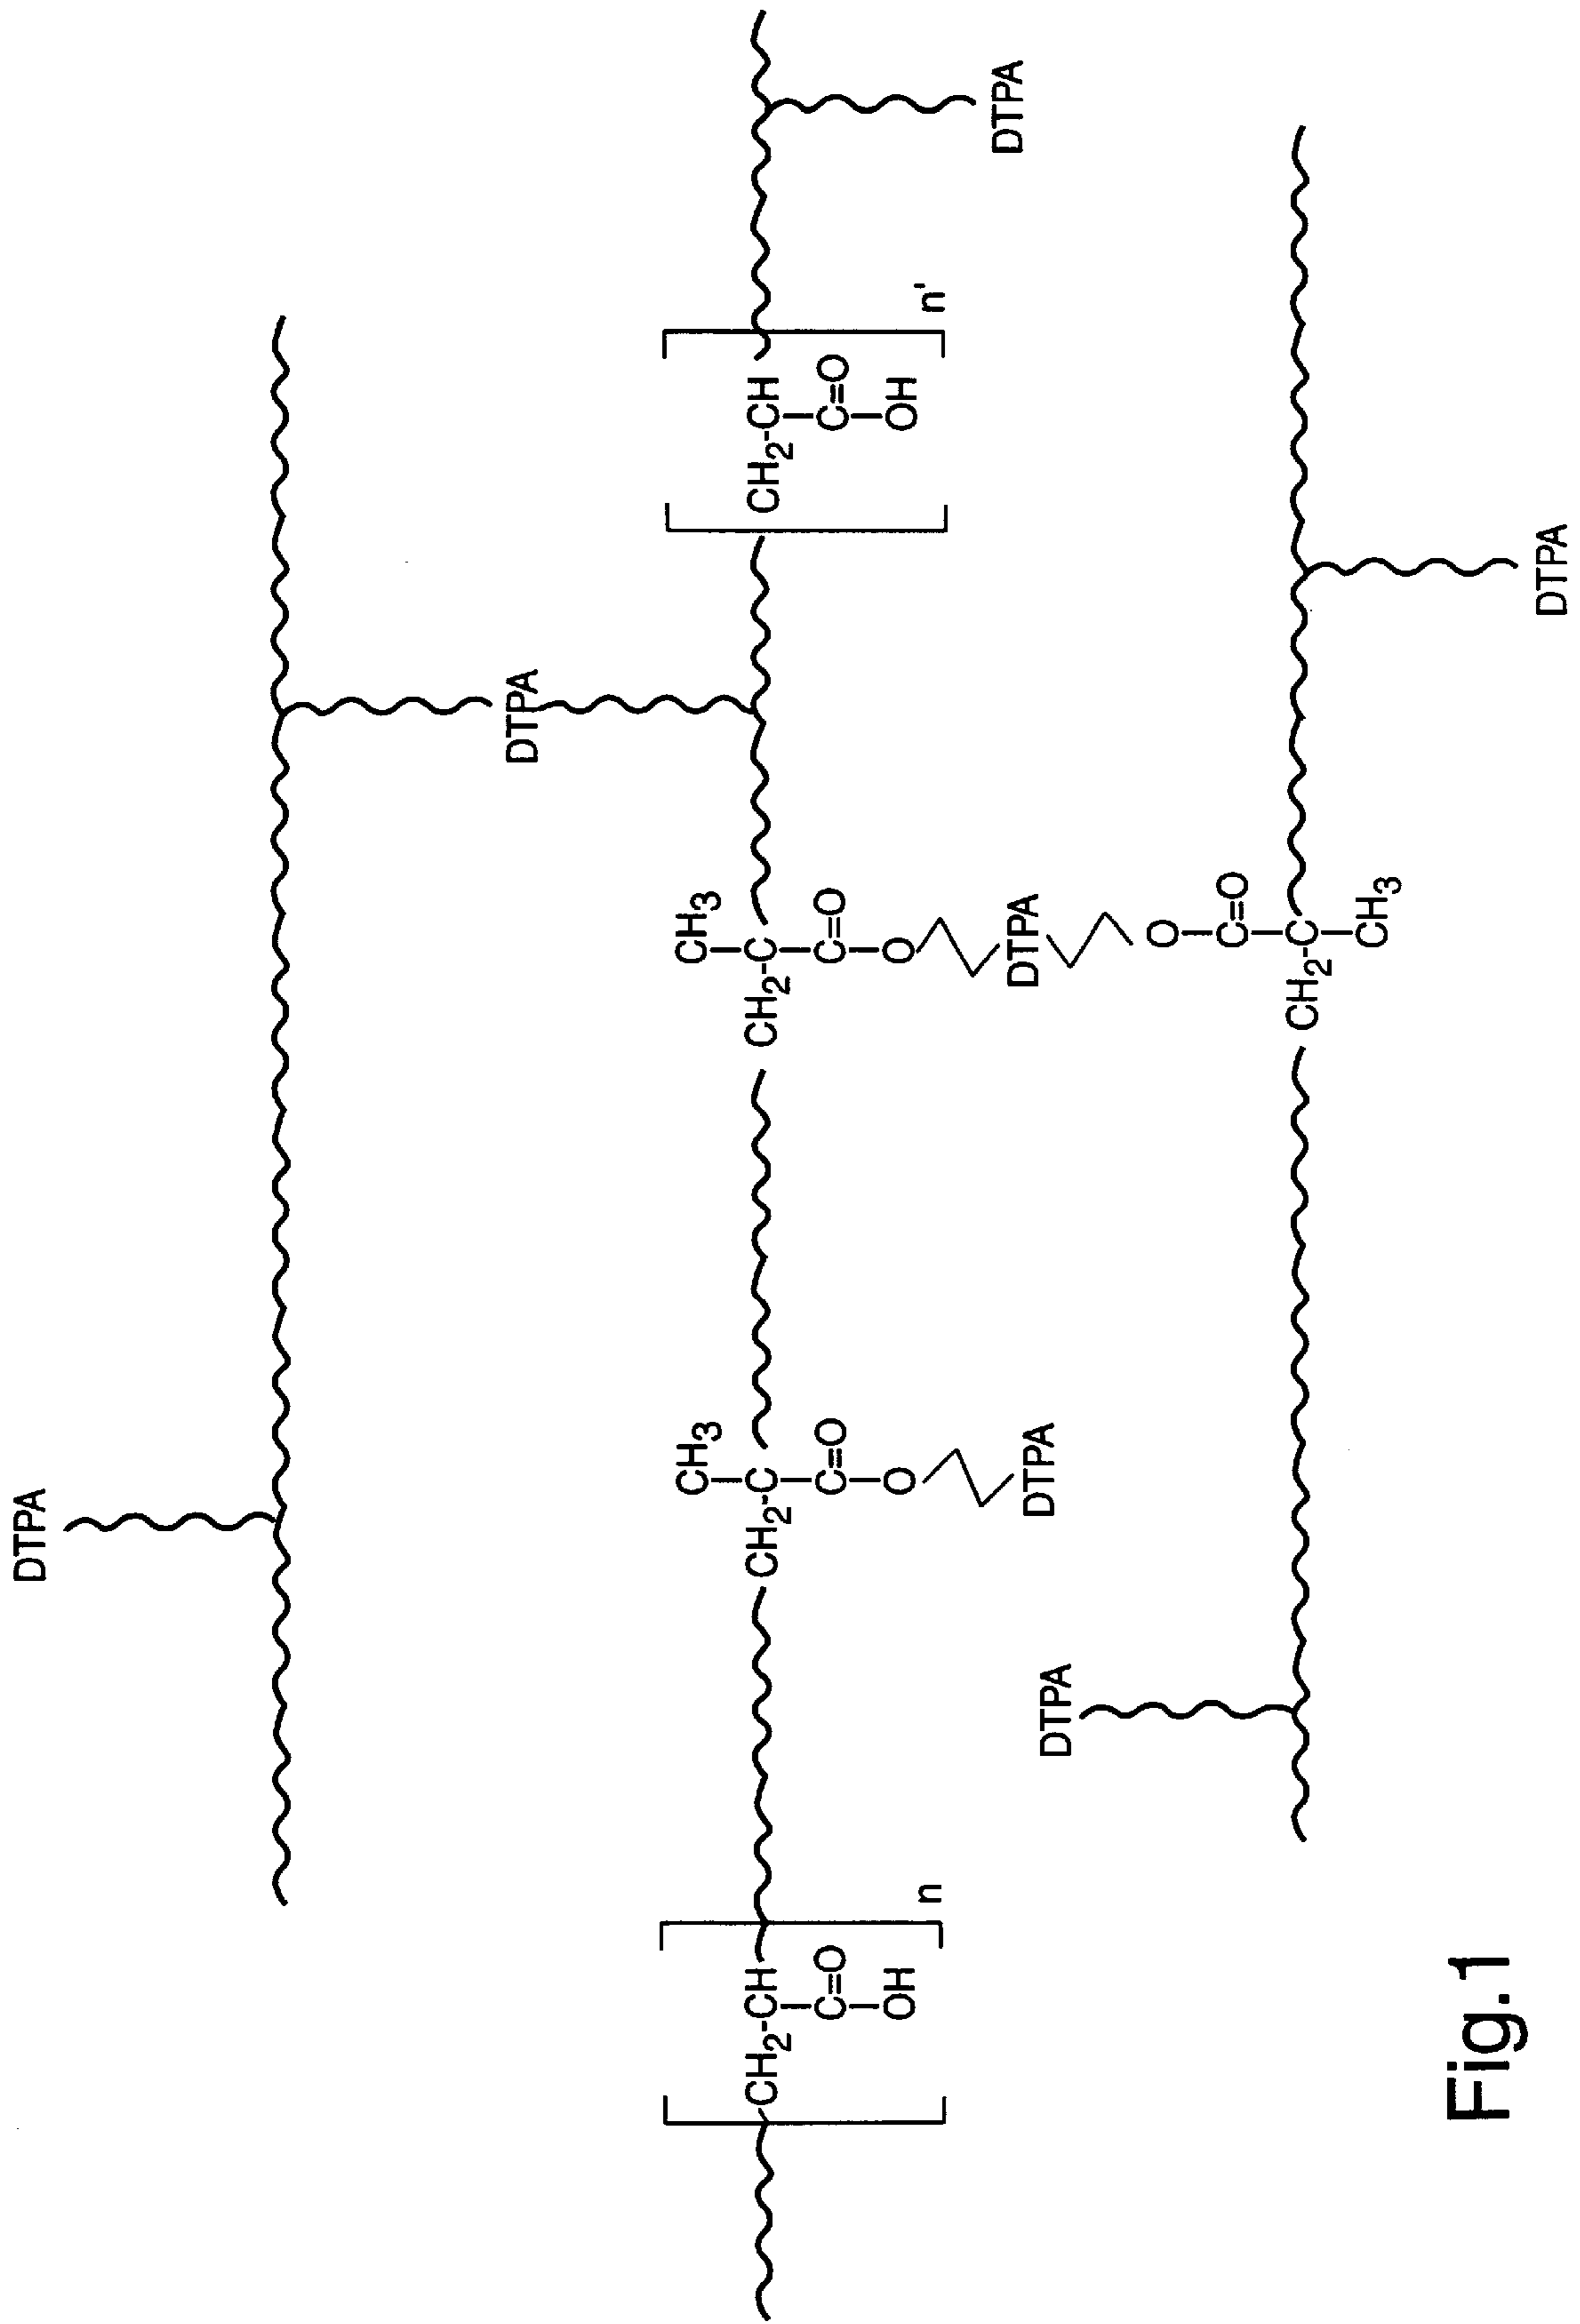 DTPA
DTPA
CH3 CH3
CH2-CH CH2-C CH2-C CH2-CH
C=O C=O C=O C=O
OH O O OH
n n'
DTPA DTPA DTPA DTPA
O
C=O
CH2-C
CH3
DTPA
Fig.1